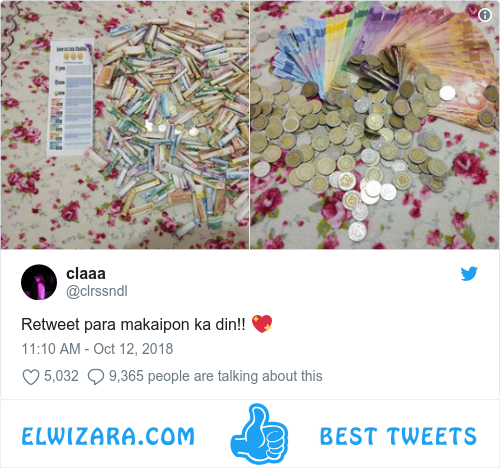 claaa
@clrssndl
Retweet para makaipon ka din!! 💖
11:10 AM - Oct 12, 2018
5,032 9,365 people are talking about this
ELWIZARA.COM BEST TWEETS